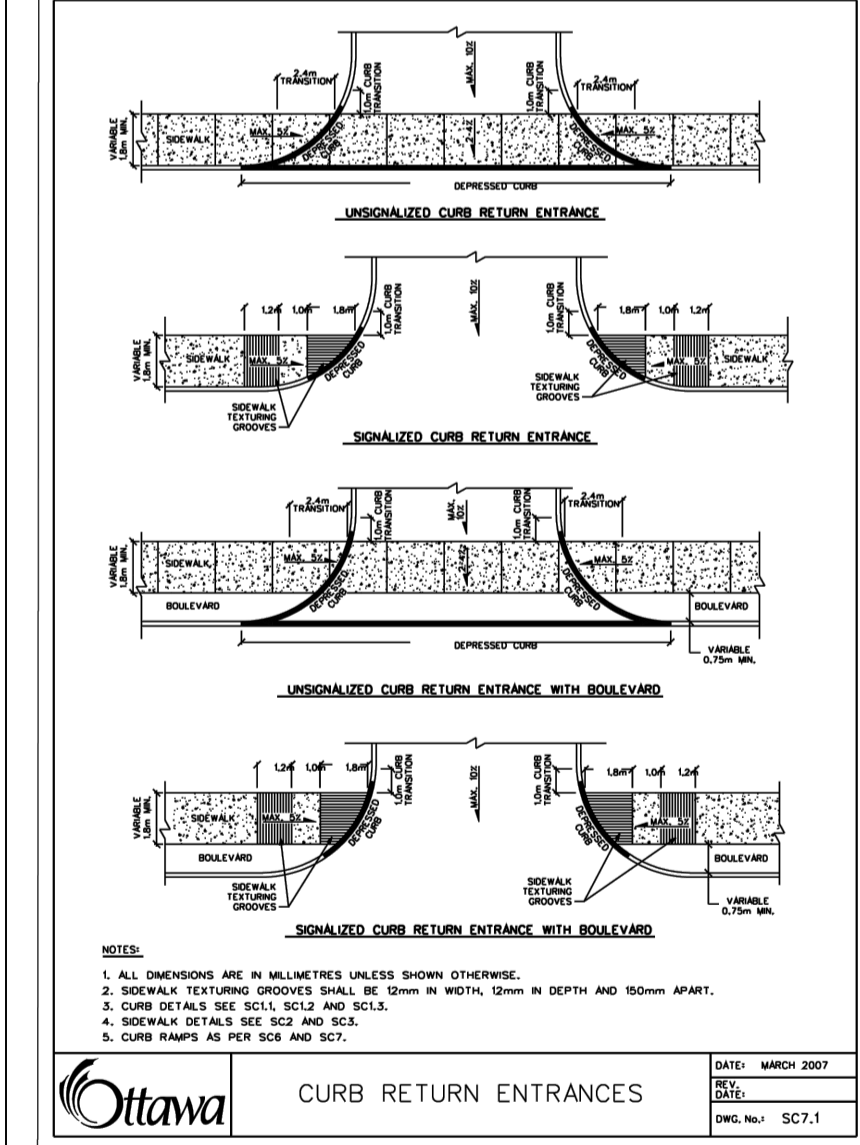 2.4m
TRANSITION
1.0m CURB
TRANSITION
MAX. 10%
1.0m CURB
TRANSITION
2.4m
TRANSITION
VARIABLE
1.8m MIN.
SIDEWALK
MAX. 5%
DEPRESSED
CURB
2-4%
DEPRESSED
CURB
MAX. 5%
DEPRESSED CURB
UNSIGNALIZED CURB RETURN ENTRANCE
1.2m 1.0m 1.8m
1.0m CURB
TRANSITION
MAX. 10%
1.0m CURB
TRANSITION
1.8m 1.0m 1.2m
VARIABLE
1.8m MIN.
SIDEWALK
MAX. 5%
DEPRESSED
CURB
DEPRESSED
CURB
MAX. 5%
SIDEWALK
SIDEWALK
TEXTURING
GROOVES
SIDEWALK
TEXTURING
GROOVES
SIGNALIZED CURB RETURN ENTRANCE
2.4m
TRANSITION
1.0m CURB
TRANSITION
MAX.
10%
1.0m CURB
TRANSITION
2.4m
TRANSITION
VARIABLE
1.8m MIN.
SIDEWALK
MAX. 5%
DEPRESSED
CURB
2-4%
DEPRESSED
CURB
MAX. 5%
BOULEVARD
BOULEVARD
DEPRESSED CURB
VARIABLE
0.75m MIN.
UNSIGNALIZED CURB RETURN ENTRANCE WITH BOULEVARD
1.2m 1.0m 1.8m
1.0m CURB
TRANSITION
MAX. 10%
1.0m CURB
TRANSITION
1.8m 1.0m 1.2m
VARIABLE
1.8m MIN.
SIDEWALK
MAX. 5%
DEPRESSED
CURB
DEPRESSED
CURB
MAX. 5%
BOULEVARD
BOULEVARD
SIDEWALK
TEXTURING
GROOVES
SIDEWALK
TEXTURING
GROOVES
VARIABLE
0.75m MIN.
SIGNALIZED CURB RETURN ENTRANCE WITH BOULEVARD
NOTES:
1. ALL DIMENSIONS ARE IN MILLIMETRES UNLESS SHOWN OTHERWISE.
2. SIDEWALK TEXTURING GROOVES SHALL BE 12mm IN WIDTH, 12mm IN DEPTH AND 150mm APART.
3. CURB DETAILS SEE SC1.1, SC1.2 AND SC1.3.
4. SIDEWALK DETAILS SEE SC2 AND SC3.
5. CURB RAMPS AS PER SC6 AND SC7.
Ottawa
CURB RETURN ENTRANCES
DATE: MARCH 2007
REV.
DATE:
DWG. No.: SC7.1